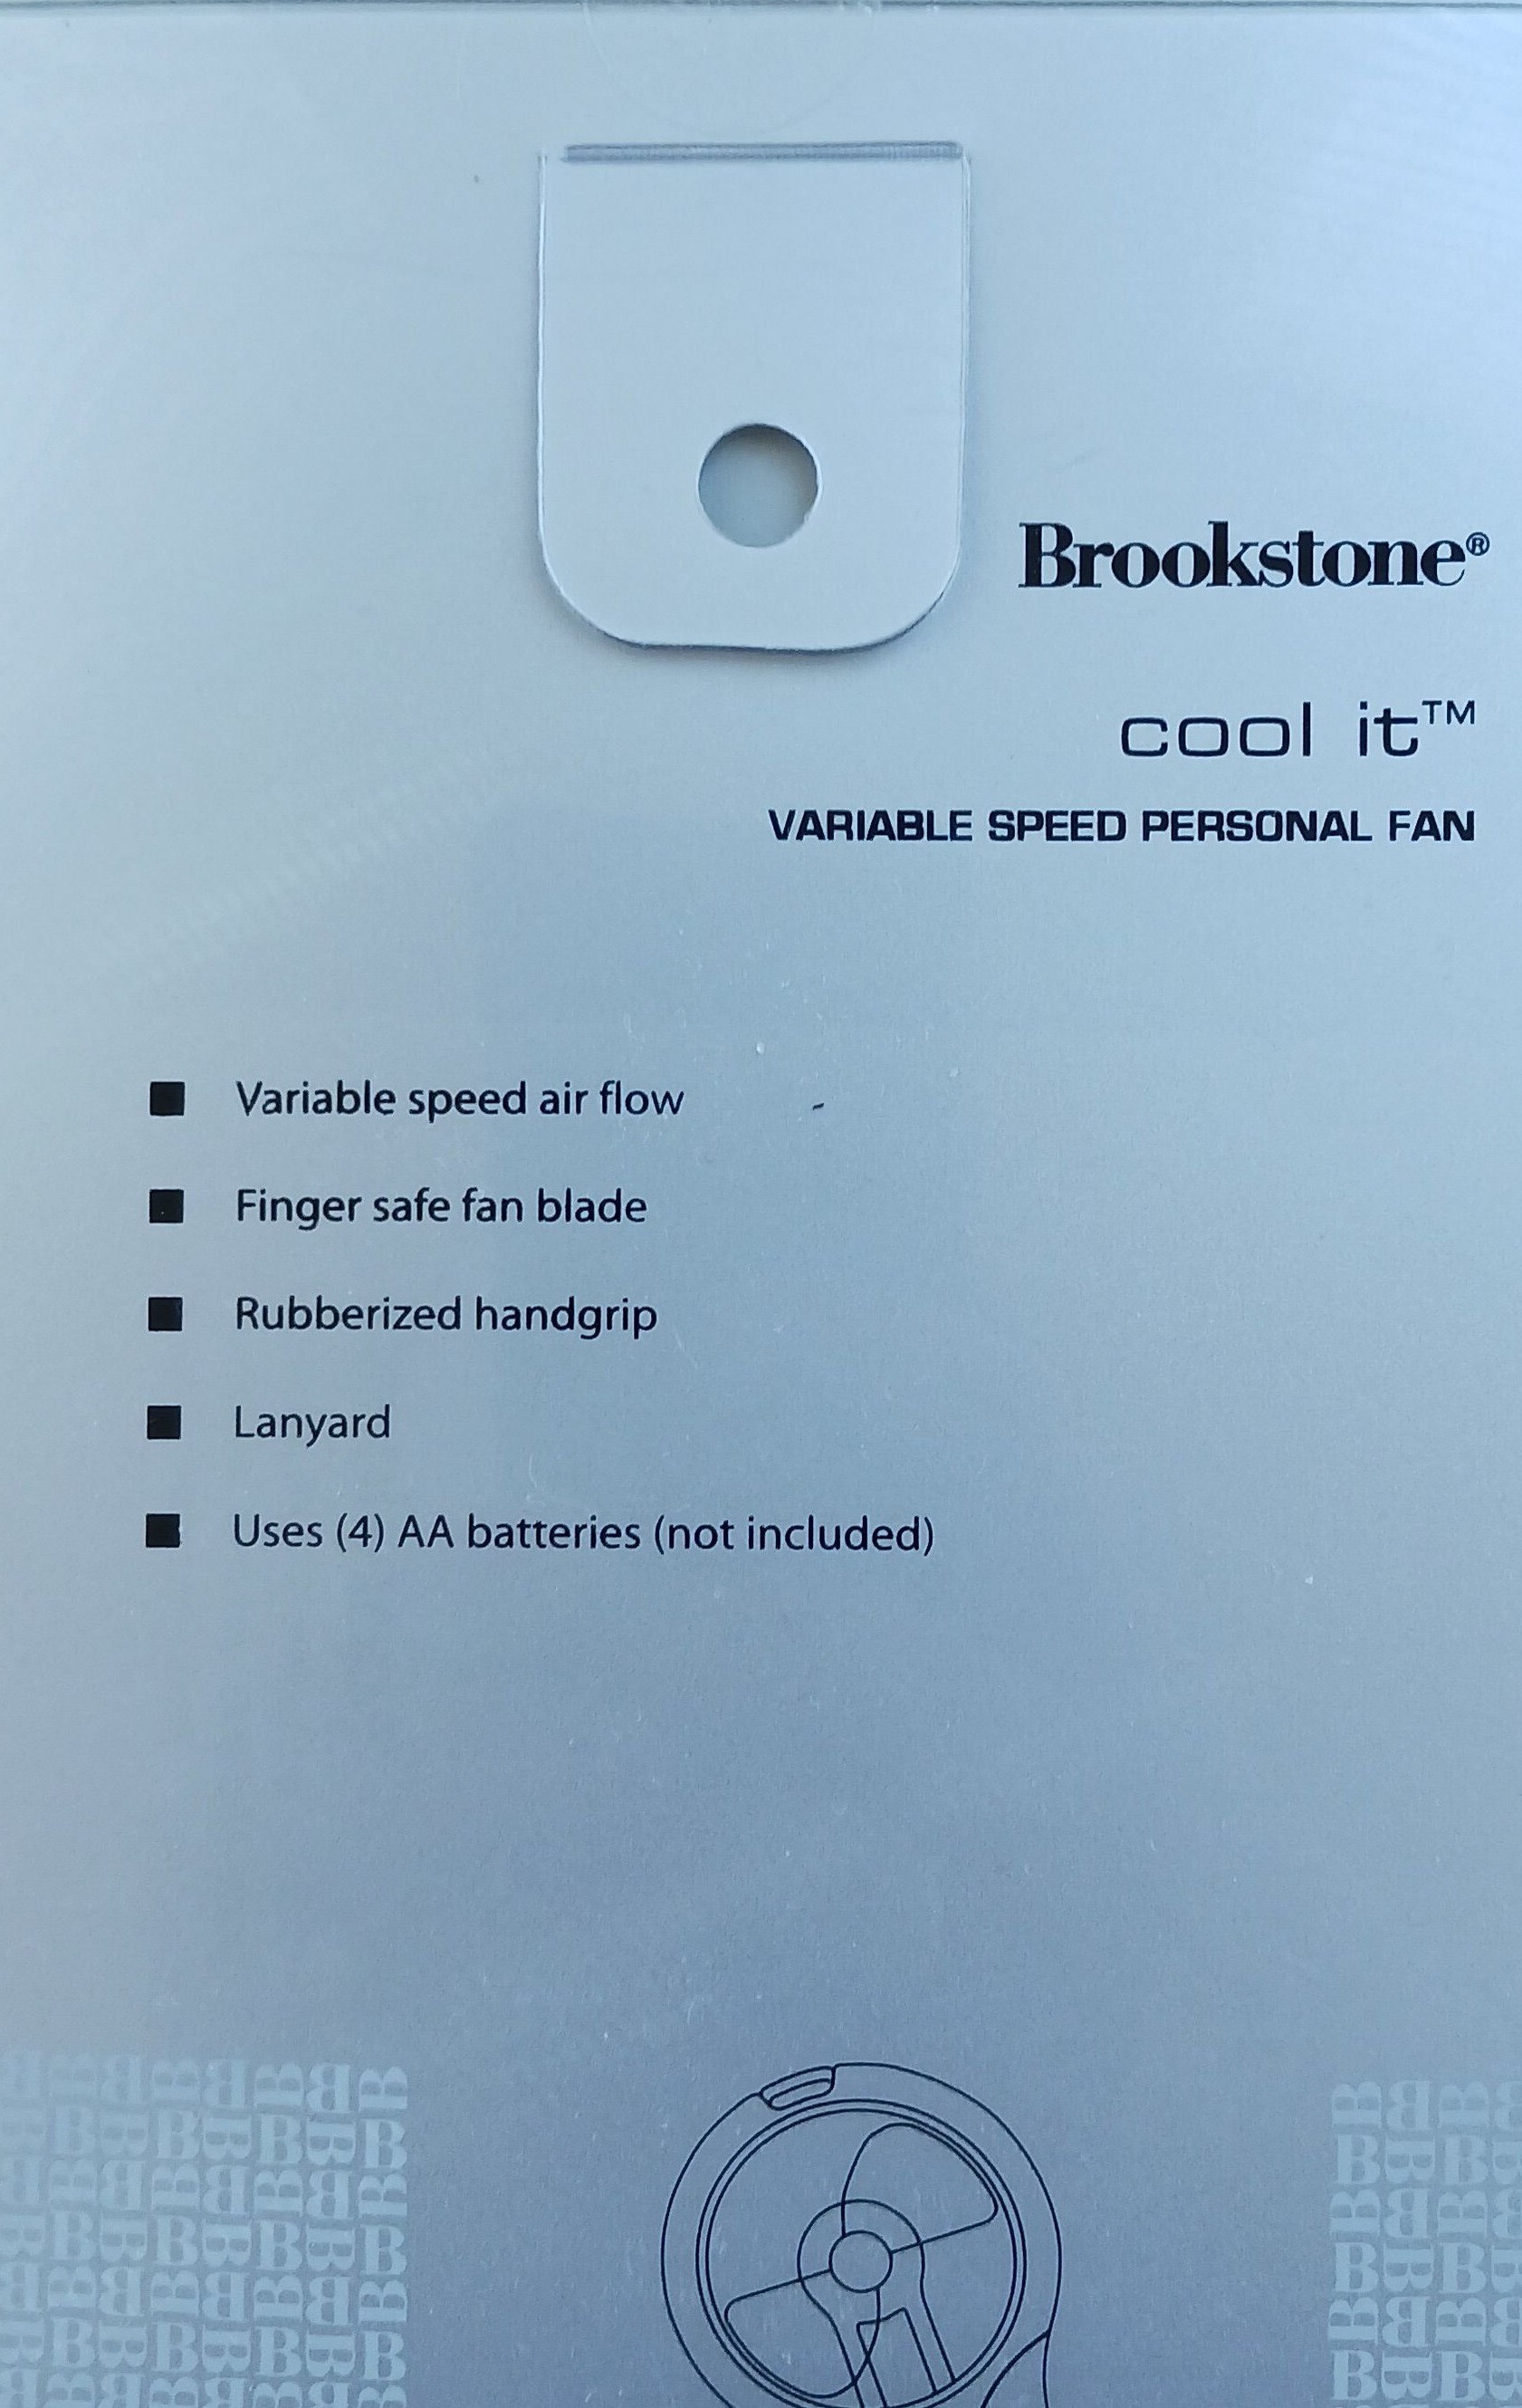 Brookstone®
cool it™
VARIABLE SPEED PERSONAL FAN
■ Variable speed air flow
■ Finger safe fan blade
■ Rubberized handgrip
■ Lanyard
■ Uses (4) AA batteries (not included)